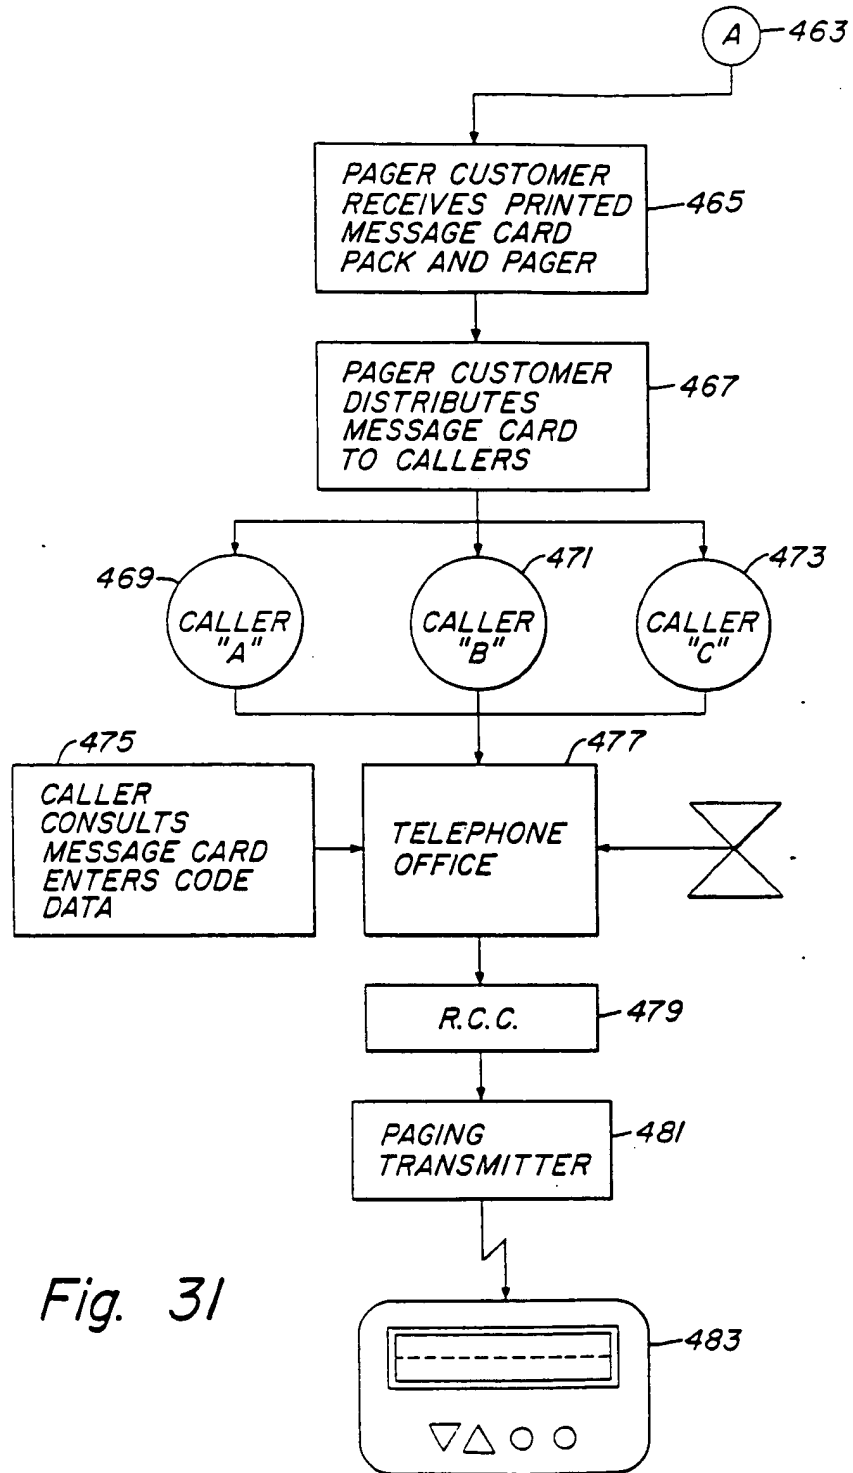 A
463
PAGER CUSTOMER
RECEIVES PRINTED
MESSAGE CARD
PACK AND PAGER
465
PAGER CUSTOMER
DISTRIBUTES
MESSAGE CARD
TO CALLERS
467
469
CALLER
"A"
471
CALLER
"B"
473
CALLER
"C"
475
CALLER
CONSULTS
MESSAGE CARD
ENTERS CODE
DATA
477
TELEPHONE
OFFICE
R.C.C.
479
PAGING
TRANSMITTER
481
Fig. 31
483